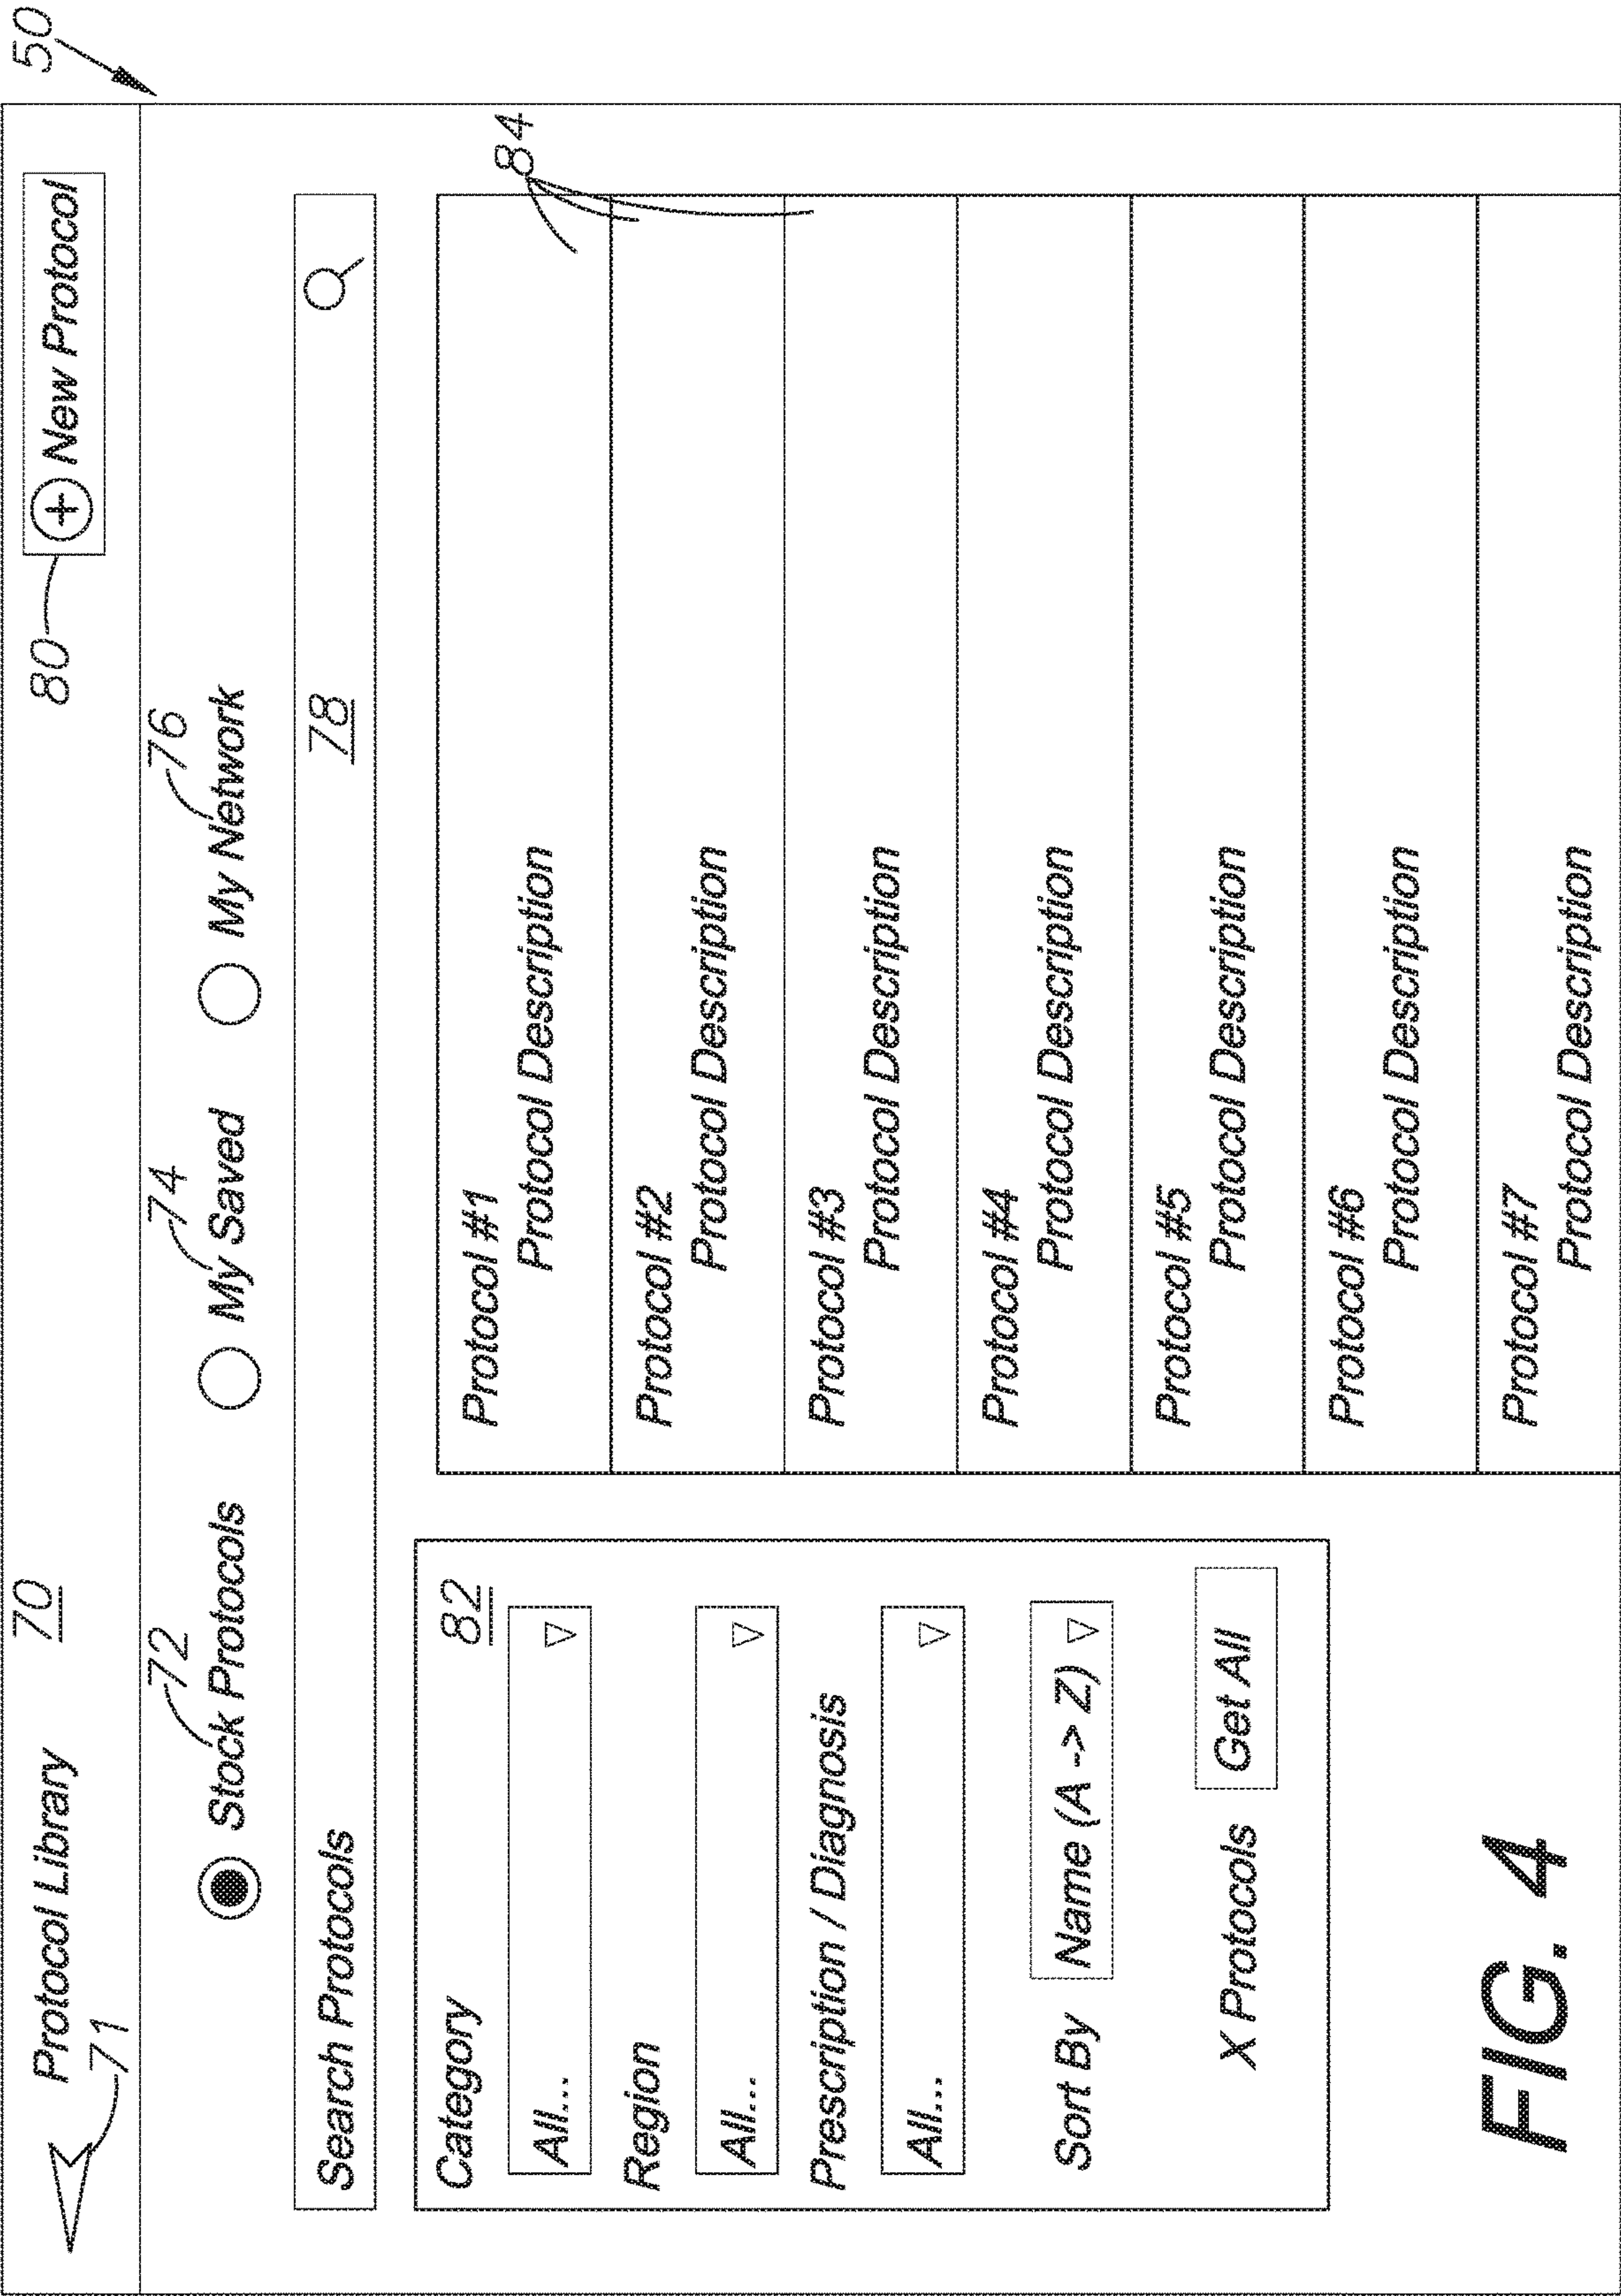 50
Protocol Library 70
71
80
+ New Protocol
72 74 76
Stock Protocols My Saved My Network
Search Protocols 78
82
Category
All...
Region
All...
Prescription / Diagnosis
All...
Sort By Name (A -> Z)
X Protocols Get All
84
Protocol #1
Protocol Description
Protocol #2
Protocol Description
Protocol #3
Protocol Description
Protocol #4
Protocol Description
Protocol #5
Protocol Description
Protocol #6
Protocol Description
Protocol #7
Protocol Description
FIG. 4